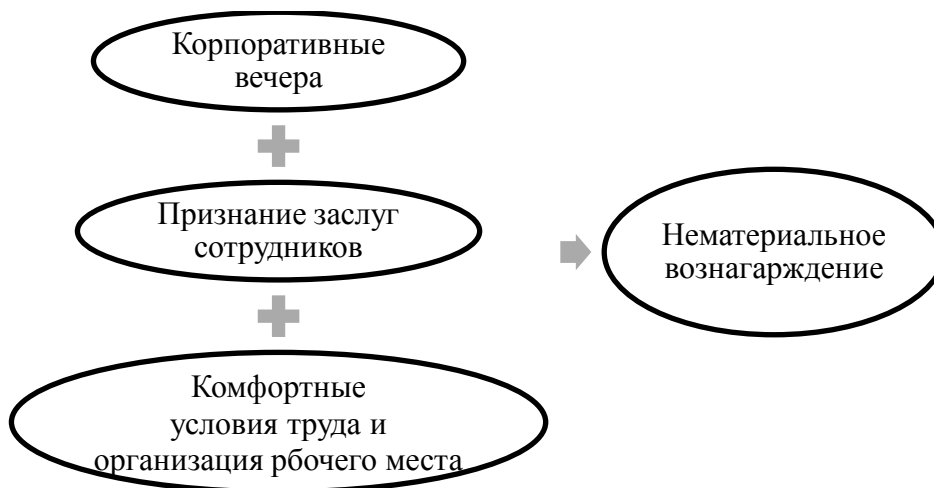 Корпоративные
вечера
Признание заслуг
сотрудников
Нематериальное
вознагарждение
Комфортные
условия труда и
организация рбочего места